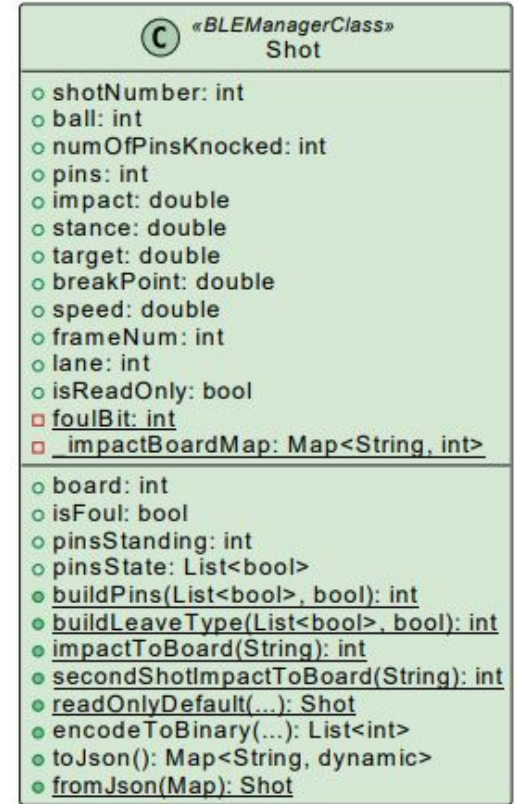 C «BLEManagerClass»
Shot
shotNumber: int
ball: int
numOfPinsKnocked: int
pins: int
impact: double
stance: double
target: double
breakPoint: double
speed: double
frameNum: int
lane: int
isReadOnly: bool
foulBit: int
_impactBoardMap: Map<String, int>
board: int
isFoul: bool
pinsStanding: int
pinsState: List<bool>
buildPins(List<bool>, bool): int
buildLeaveType(List<bool>, bool): int
impactToBoard(String): int
secondShotImpactToBoard(String): int
readOnlyDefault(...): Shot
encodeToBinary(...): List<int>
toJson(): Map<String, dynamic>
fromJson(Map): Shot